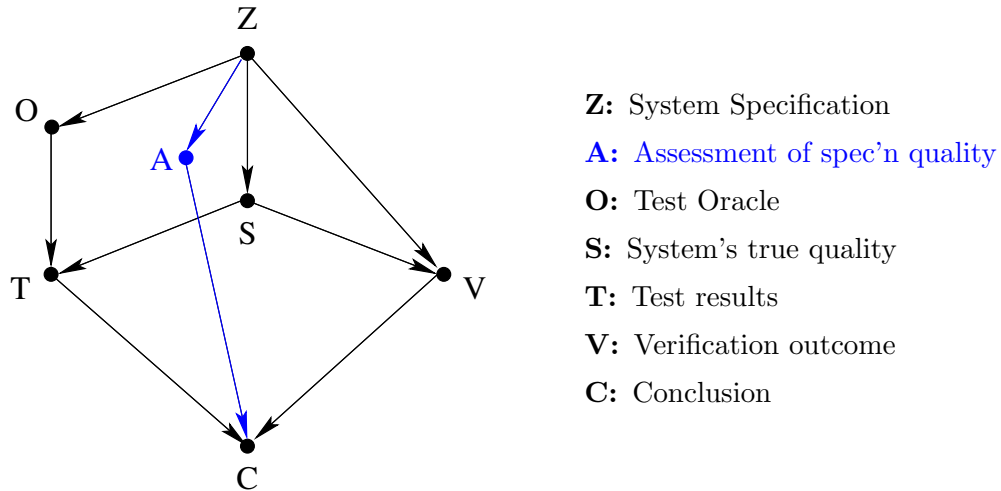 Z
O
A
S
T
V
C
Z: System Specification
A: Assessment of spec'n quality
O: Test Oracle
S: System's true quality
T: Test results
V: Verification outcome
C: Conclusion